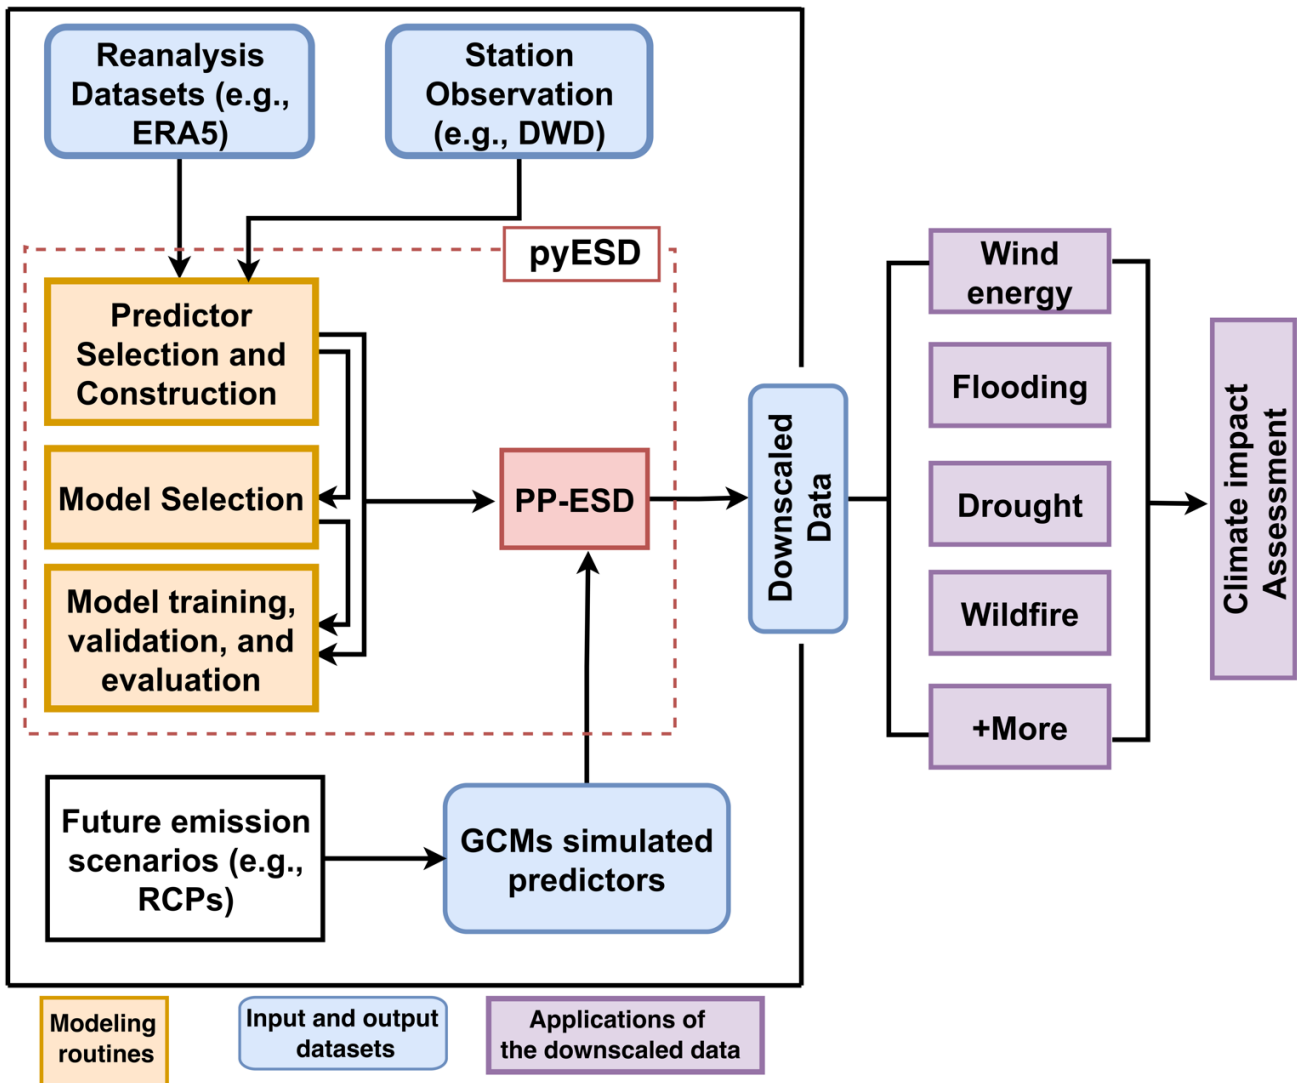 Reanalysis
Datasets (e.g.,
ERA5)
Station
Observation
(e.g., DWD)
pyESD
Predictor
Selection and
Construction
Model Selection
Model training,
validation, and
evaluation
PP-ESD
Future emission
scenarios (e.g.,
RCPs)
GCMs simulated
predictors
Downscaled
Data
Wind
energy
Flooding
Drought
Wildfire
+More
Climate impact
Assessment
Modeling
routines
Input and output
datasets
Applications of
the downscaled data